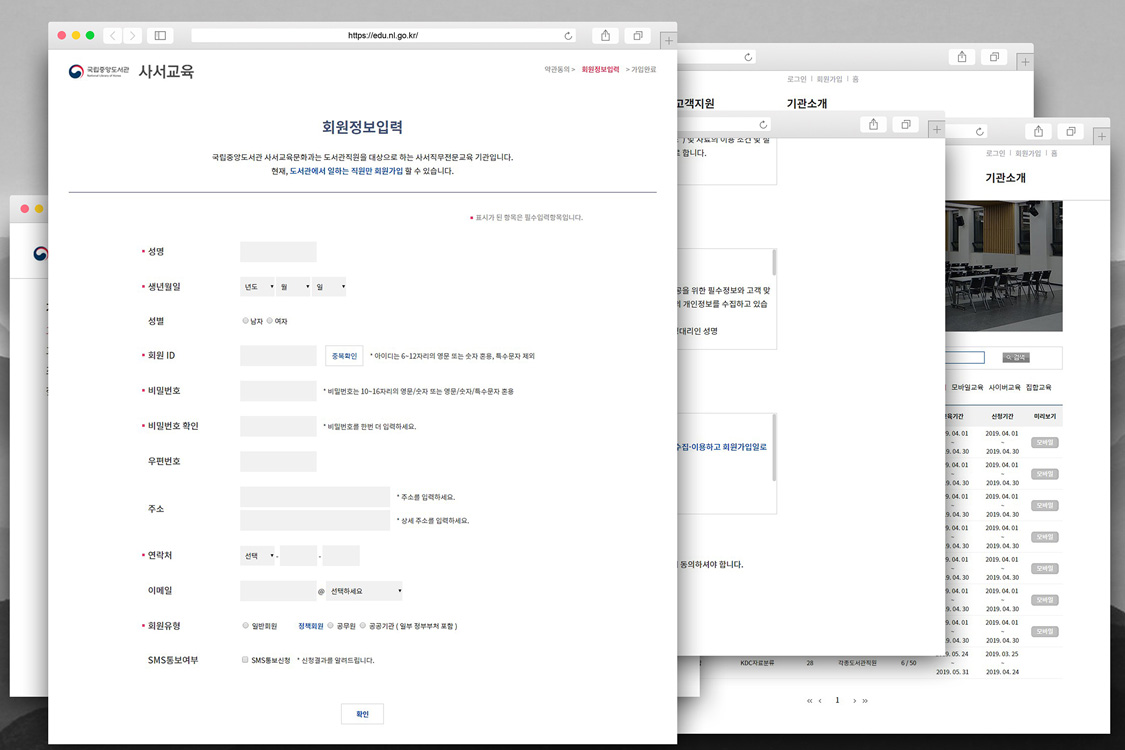 https://edu.nl.go.kr/
국립중앙도서관 사서교육
약관동의 > 회원정보입력 > 가입완료
회원정보입력
국립중앙도서관 사서교육문화과는 도서관직원을 대상으로 하는 사서직무전문교육 기관입니다.
현재, 도서관에서 일하는 직원만 회원가입 할 수 있습니다.
표시가 된 항목은 필수입력항목입니다.
성명
생년월일 년도 월 일
성별 남자 여자
회원 ID 중복확인 * 아이디는 6~12자리의 영문 또는 숫자 혼용, 특수문자 제외
비밀번호 * 비밀번호는 10~16자리의 영문/숫자 또는 영문/숫자/특수문자 혼용
비밀번호 확인 * 비밀번호를 한번 더 입력하세요.
우편번호
주소 * 주소를 입력하세요.
* 상세 주소를 입력하세요.
연락처 선택 - -
이메일 @ 선택하세요
회원유형 일반회원 정책회원 공무원 공공기관 ( 일부 정부부처 포함 )
SMS통보여부 SMS통보신청 * 신청결과를 알려드립니다.
확인
로그인 | 회원가입 | 홈
고객지원 기관소개
및 자료의 이용 조건 및 절
로 합니다.
공을 위한 필수정보와 고객 맞
개인정보를 수집하고 있습
법정대리인 성명
수집·이용하고 회원가입일로
동의하셔야 합니다.
로그인 | 회원가입 | 홈
기관소개
검색
모바일교육 사이버교육 집합교육
교육기간 신청기간 미리보기
2019. 04. 01 2019. 04. 01
~ ~ 모바일
2019. 04. 30 2019. 04. 30
2019. 04. 01 2019. 04. 01
~ ~ 모바일
2019. 04. 30 2019. 04. 30
2019. 04. 01 2019. 04. 01
~ ~ 모바일
2019. 04. 30 2019. 04. 30
2019. 04. 01 2019. 04. 01
~ ~ 모바일
2019. 04. 30 2019. 04. 30
2019. 04. 01 2019. 04. 01
~ ~ 모바일
2019. 04. 30 2019. 04. 30
2019. 04. 01 2019. 04. 01
~ ~ 모바일
2019. 04. 30 2019. 04. 30
2019. 04. 01 2019. 04. 01
~ ~ 모바일
2019. 04. 30 2019. 04. 30
2019. 05. 24 2019. 03. 25
KDC자료분류 28 각종도서관직원 6 / 50 ~ ~
2019. 05. 31 2019. 04. 24
« ‹ 1 › »